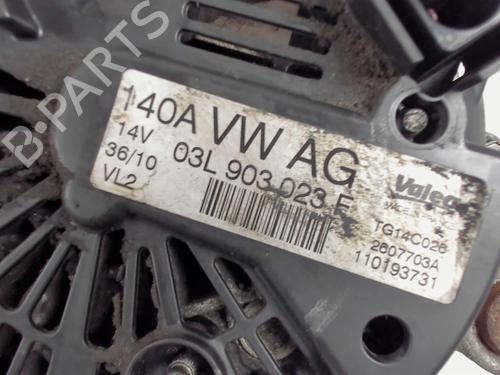 140A VW AG
14V 03L 903 023 F
36/10
VL2
Valeo
TG14C026
2607703A
110193731
B-Parts